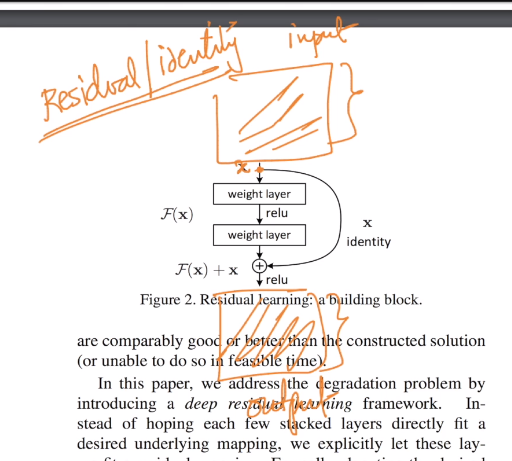 Residual/identity
input
x
weight layer
F(x)
relu
weight layer
x
identity
F(x) + x
relu
Figure 2. Residual learning: a building block.
are comparably good or better than the constructed solution
(or unable to do so in feasible time).
In this paper, we address the degradation problem by
output
introducing a deep residual learning framework. In-
stead of hoping each few stacked layers directly fit a
desired underlying mapping, we explicitly let these lay-